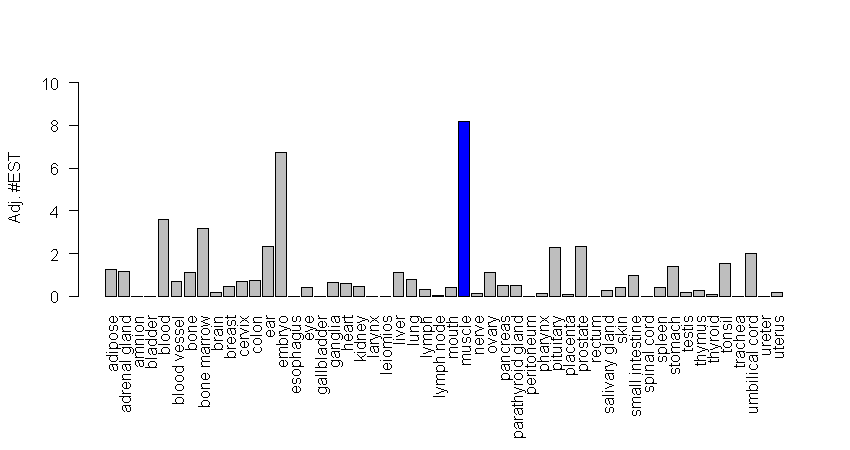 10
8
6
4
2
0
Adj. #EST
adipose
adrenal gland
amnion
bladder
blood
blood vessel
bone
bone marrow
brain
breast
cervix
colon
ear
embryo
esophagus
eye
gallbladder
ganglia
heart
kidney
larynx
leiomios
liver
lung
lymph
lymph node
mouth
muscle
nerve
ovary
pancreas
parathyroid gland
peritoneum
pharynx
pituitary
placenta
prostate
rectum
salivary gland
skin
small intestine
spinal cord
spleen
stomach
testis
thymus
thyroid
tonsil
trachea
umbilical cord
ureter
uterus